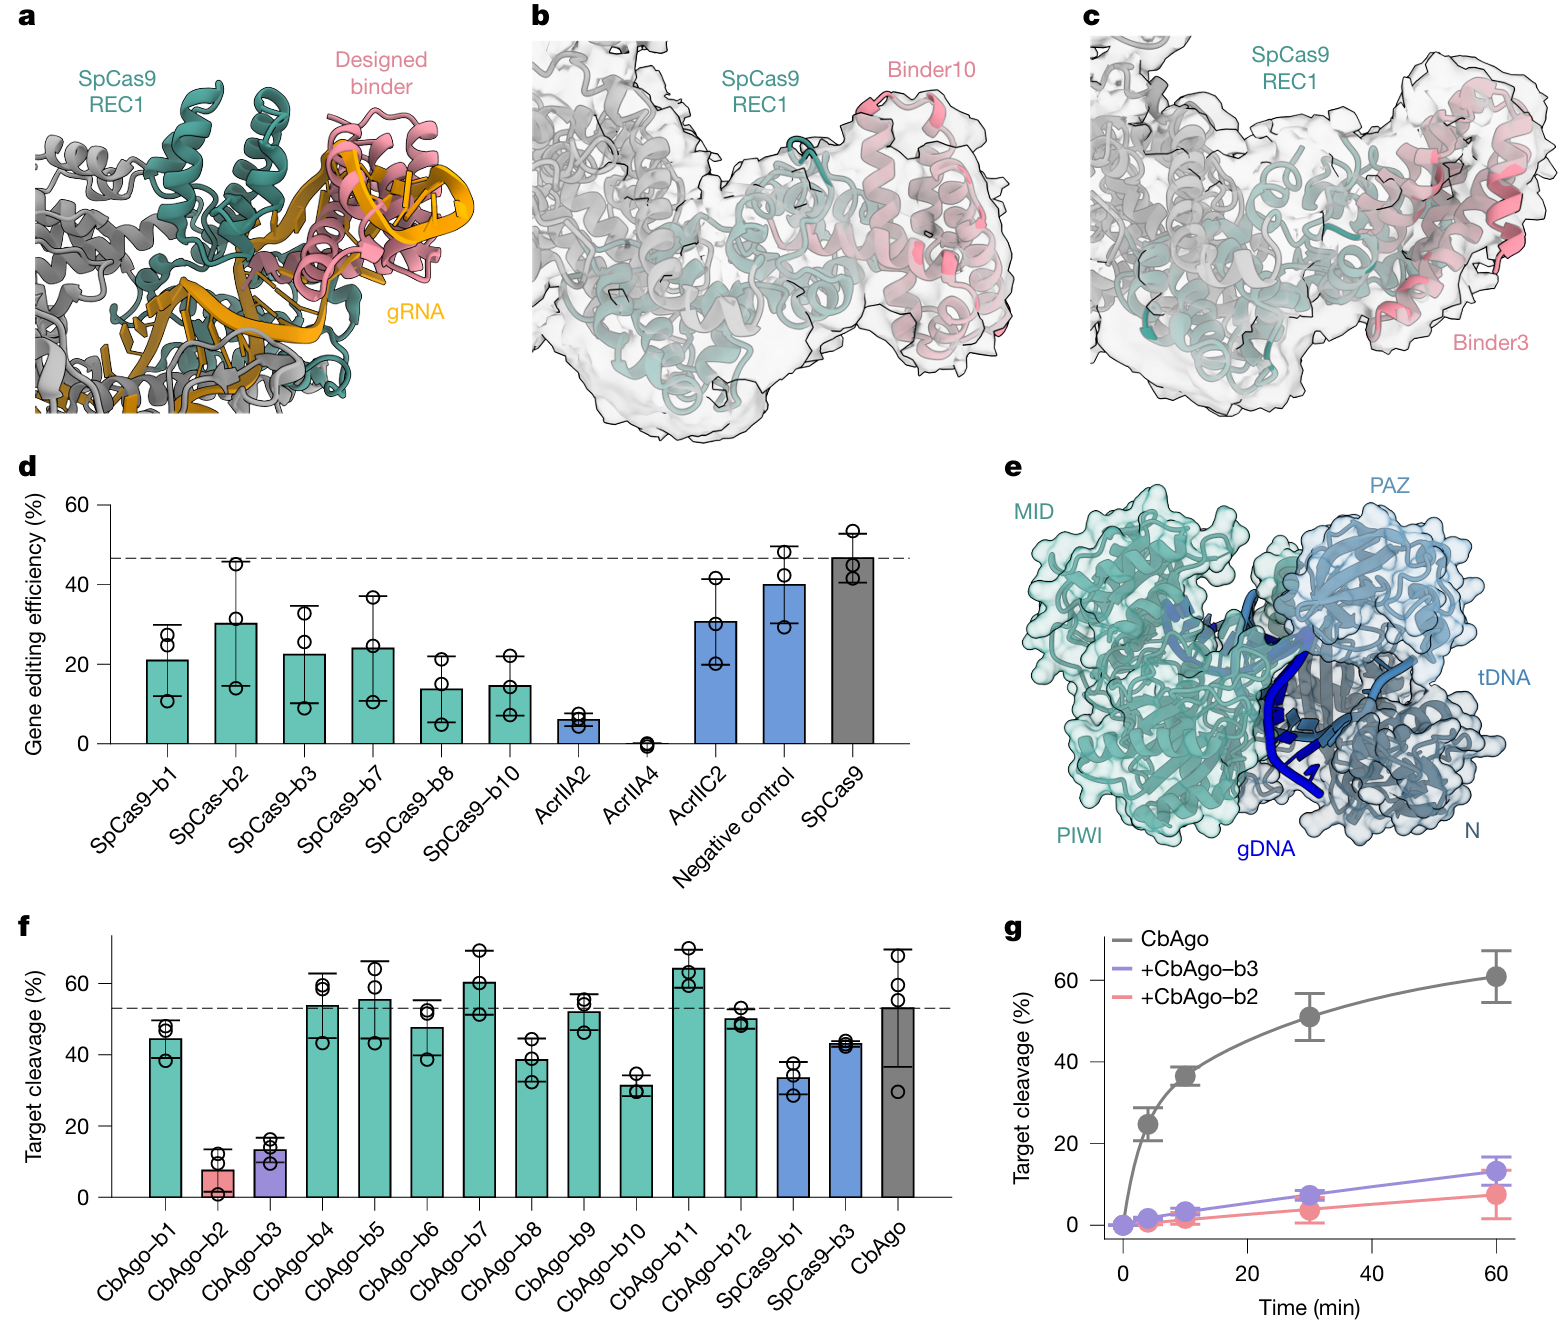 a
SpCas9
REC1
Designed
binder
gRNA
b
SpCas9
REC1
Binder10
c
SpCas9
REC1
Binder3
d
Gene editing efficiency (%)
60
40
20
0
SpCas9–b1
SpCas–b2
SpCas9–b3
SpCas9–b7
SpCas9–b8
SpCas9–b10
AcrIIA2
AcrIIA4
AcrIIC2
Negative control
SpCas9
e
MID
PAZ
tDNA
PIWI
gDNA
N
f
Target cleavage (%)
60
40
20
0
CbAgo–b1
CbAgo–b2
CbAgo–b3
CbAgo–b4
CbAgo–b5
CbAgo–b6
CbAgo–b7
CbAgo–b8
CbAgo–b9
CbAgo–b10
CbAgo–b11
CbAgo–b12
SpCas9–b1
SpCas9–b3
CbAgo
g
CbAgo
+CbAgo–b3
+CbAgo–b2
Target cleavage (%)
60
40
20
0
0
20
40
60
Time (min)